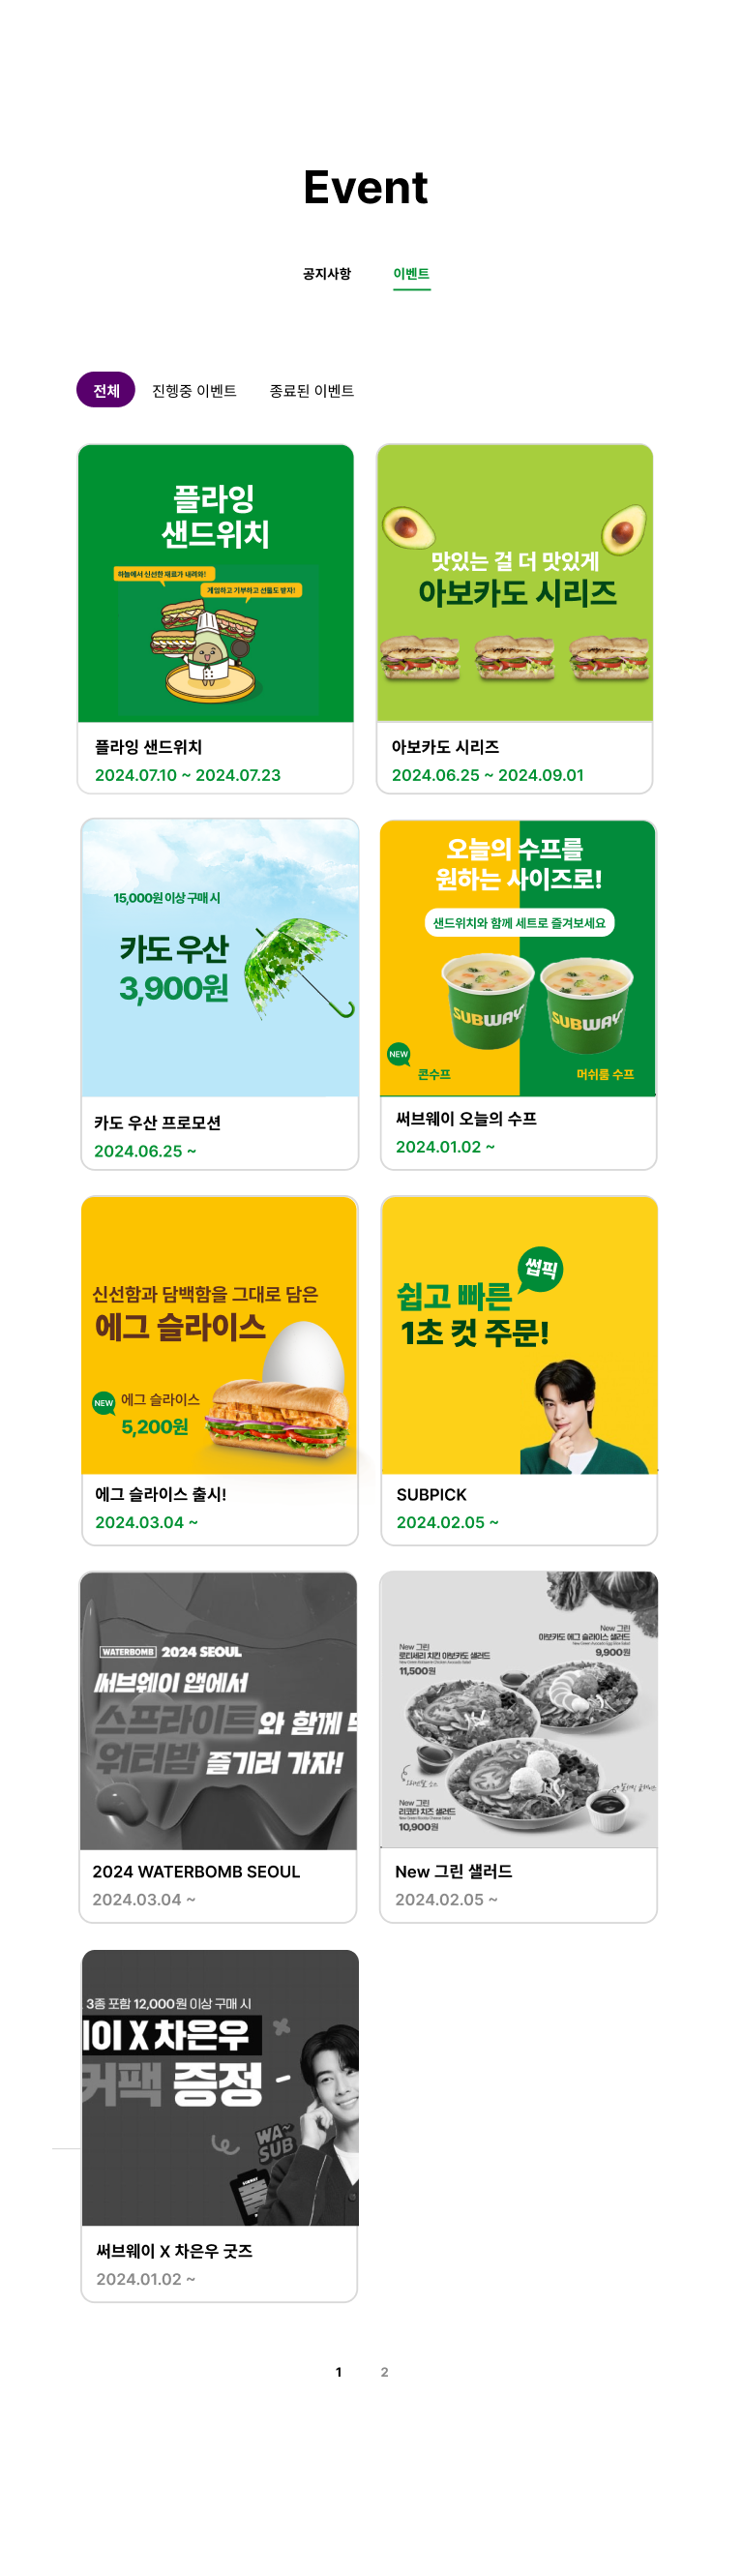 Event
공지사항
이벤트
전체
진행중 이벤트
종료된 이벤트
플라잉
샌드위치
하늘에서 신선한 재료가 내려와!
게임하고 기부하고 선물도 받자!
플라잉 샌드위치
2024.07.10 ~ 2024.07.23
맛있는 걸 더 맛있게
아보카도 시리즈
아보카도 시리즈
2024.06.25 ~ 2024.09.01
15,000원 이상 구매 시
카도 우산
3,900원
카도 우산 프로모션
2024.06.25 ~
오늘의 수프를
원하는 사이즈로!
샌드위치와 함께 세트로 즐겨보세요
SUBWAY
SUBWAY
NEW
콘수프
머쉬룸 수프
써브웨이 오늘의 수프
2024.01.02 ~
신선함과 담백함을 그대로 담은
에그 슬라이스
NEW
에그 슬라이스
5,200원
에그 슬라이스 출시!
2024.03.04 ~
썹픽
쉽고 빠른
1초 컷 주문!
SUBPICK
2024.02.05 ~
WATERBOMB 2024 SEOUL
써브웨이 앱에서
스프라이트와 함께
워터밤 즐기러 가자!
2024 WATERBOMB SEOUL
2024.03.04 ~
New 그린
아보카도 에그 슬라이스 샐러드
9,900원
New 그린
로티세리 치킨 아보카도 샐러드
11,500원
New 그린
리코타 치즈 샐러드
10,900원
New 그린 샐러드
2024.02.05 ~
3종 포함 12,000원 이상 구매 시
이 X 차은우
커팩 증정
WA~
SUB
써브웨이 X 차은우 굿즈
2024.01.02 ~
1
2